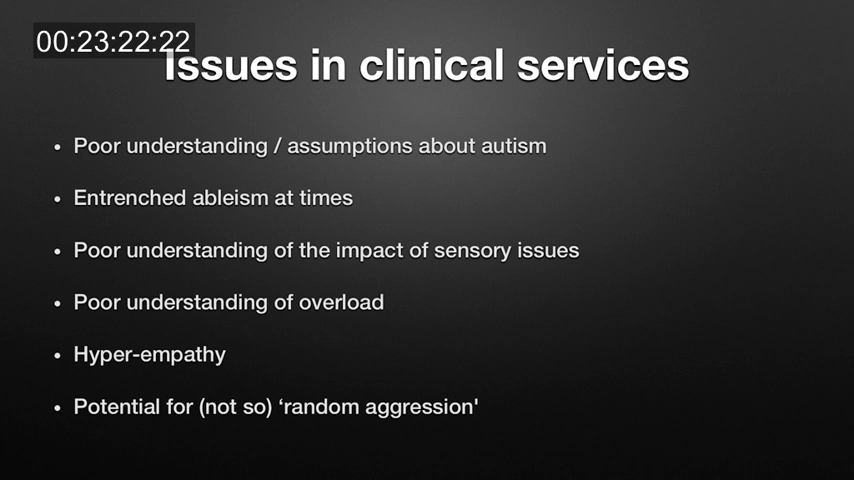 00:23:22:22
Issues in clinical services
• Poor understanding / assumptions about autism
• Entrenched ableism at times
• Poor understanding of the impact of sensory issues
• Poor understanding of overload
• Hyper-empathy
• Potential for (not so) ‘random aggression'